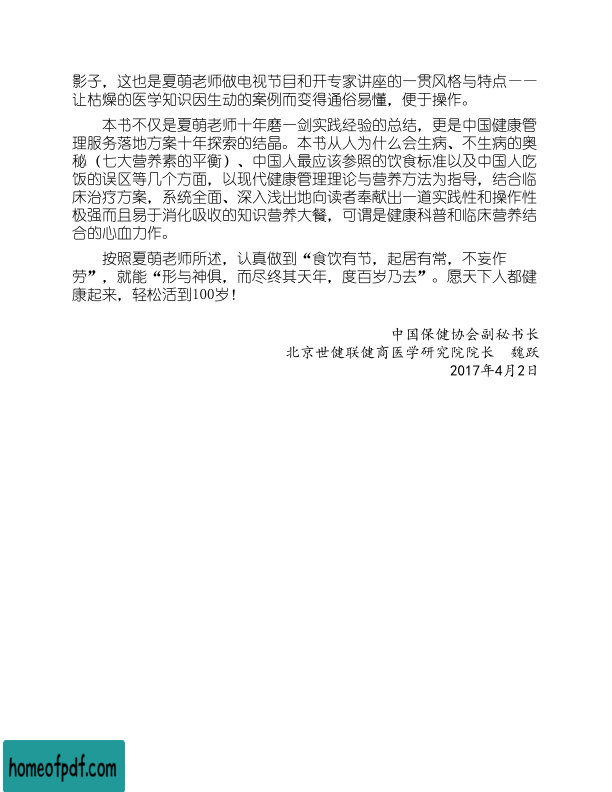 影子，这也是夏萌老师做电视节目和开专家讲座的一贯风格与特点——
让枯燥的医学知识因生动的案例而变得通俗易懂，便于操作。
本书不仅是夏萌老师十年磨一剑实践经验的总结，更是中国健康管
理服务落地方案十年探索的结晶。本书从人为什么会生病、不生病的奥
秘（七大营养素的平衡）、中国人最应该参照的饮食标准以及中国人吃
饭的误区等几个方面，以现代健康管理理论与营养方法为指导，结合临
床治疗方案，系统全面、深入浅出地向读者奉献出一道实践性和操作性
极强而且易于消化吸收的知识营养大餐，可谓是健康科普和临床营养结
合的心血力作。
按照夏萌老师所述，认真做到“食饮有节，起居有常，不妄作
劳”，就能“形与神俱，而尽终其天年，度百岁乃去”。愿天下人都健
康起来，轻松活到100岁！
中国保健协会副秘书长
北京世健联健商医学研究院院长　魏跃
2017年4月2日
homeofpdf.com